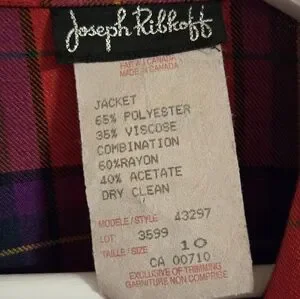 Joseph Ribkoff
FAIT AU CANADA
MADE IN CANADA
JACKET
65% POLYESTER
35% VISCOSE
COMBINATION
60%RAYON
40% ACETATE
DRY CLEAN
MODELE/STYLE 43297
LOT 3599
TAILLE/SIZE 10
CA 00710
EXCLUSIVE OF TRIMMING
GARNITURE NON COMPRISE